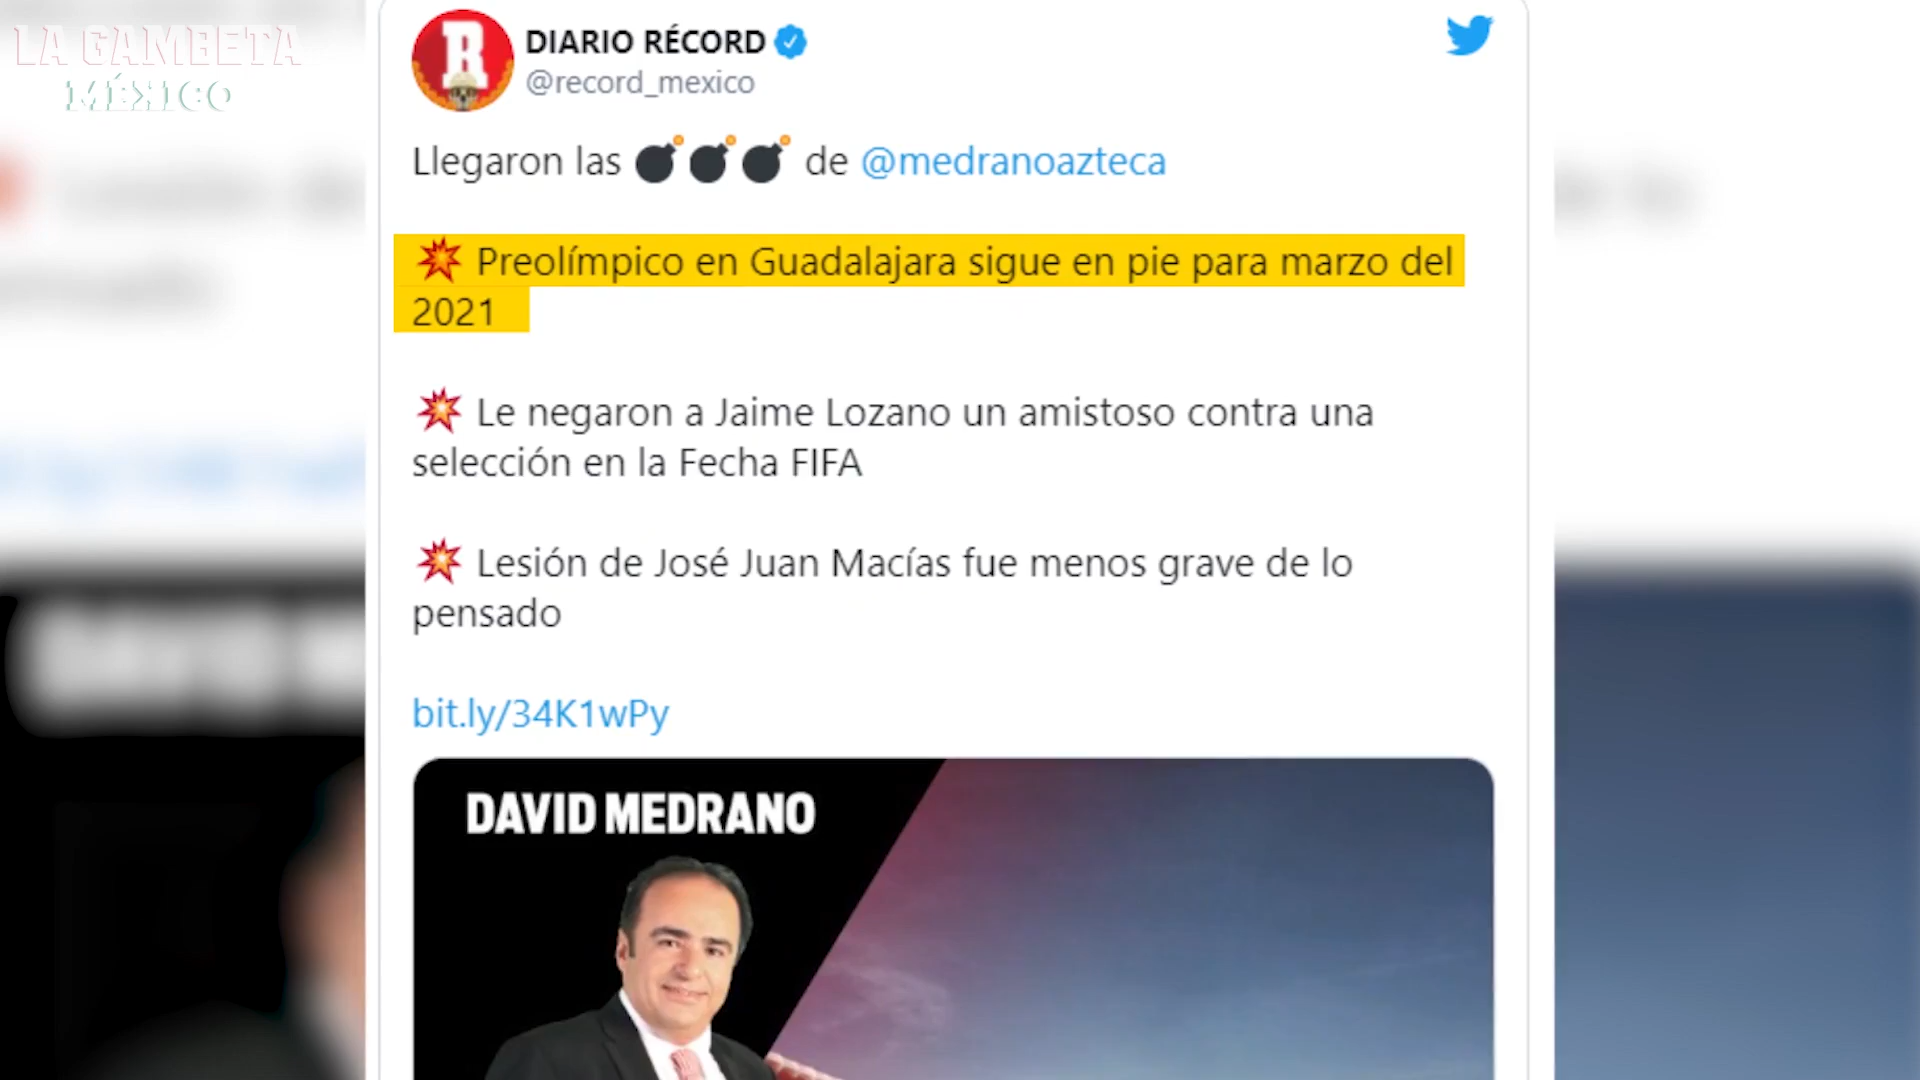 LA GAMBETA
MÉXICO
DIARIO RÉCORD
@record_mexico
Llegaron las 💣💣💣 de @medranoazteca
💥 Preolímpico en Guadalajara sigue en pie para marzo del
2021
💥 Le negaron a Jaime Lozano un amistoso contra una
selección en la Fecha FIFA
💥 Lesión de José Juan Macías fue menos grave de lo
pensado
bit.ly/34K1wPy
DAVID MEDRANO